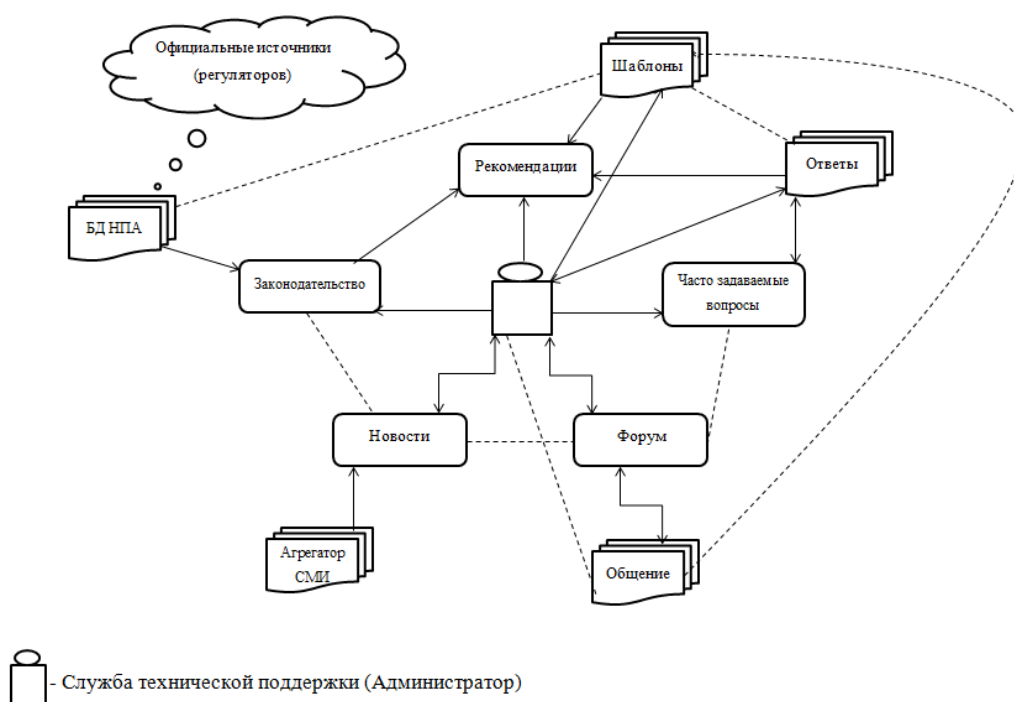 Официальные источники
(регуляторов)
Шаблоны
Рекомендации
Ответы
БД НПА
Законодательство
Часто задаваемые
вопросы
Новости
Форум
Агрегатор
СМИ
Общение
- Служба технической поддержки (Администратор)